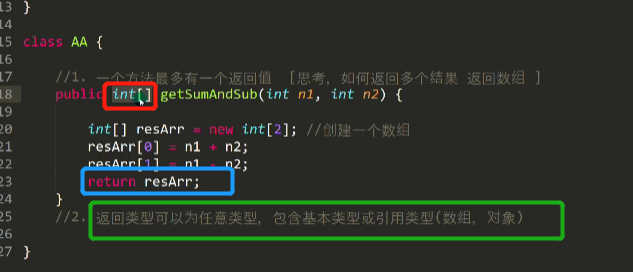 13 }
14
15 class AA {
16
17 //1. 一个方法最多有一个返回值 [思考，如何返回多个结果 返回数组 ]
18 public int[] getSumAndSub(int n1, int n2) {
19
20 int[] resArr = new int[2]; //创建一个数组
21 resArr[0] = n1 + n2;
22 resArr[1] = n1 - n2;
23 return resArr;
24 }
25 //2. 返回类型可以为任意类型，包含基本类型或引用类型(数组，对象)
26
27 }